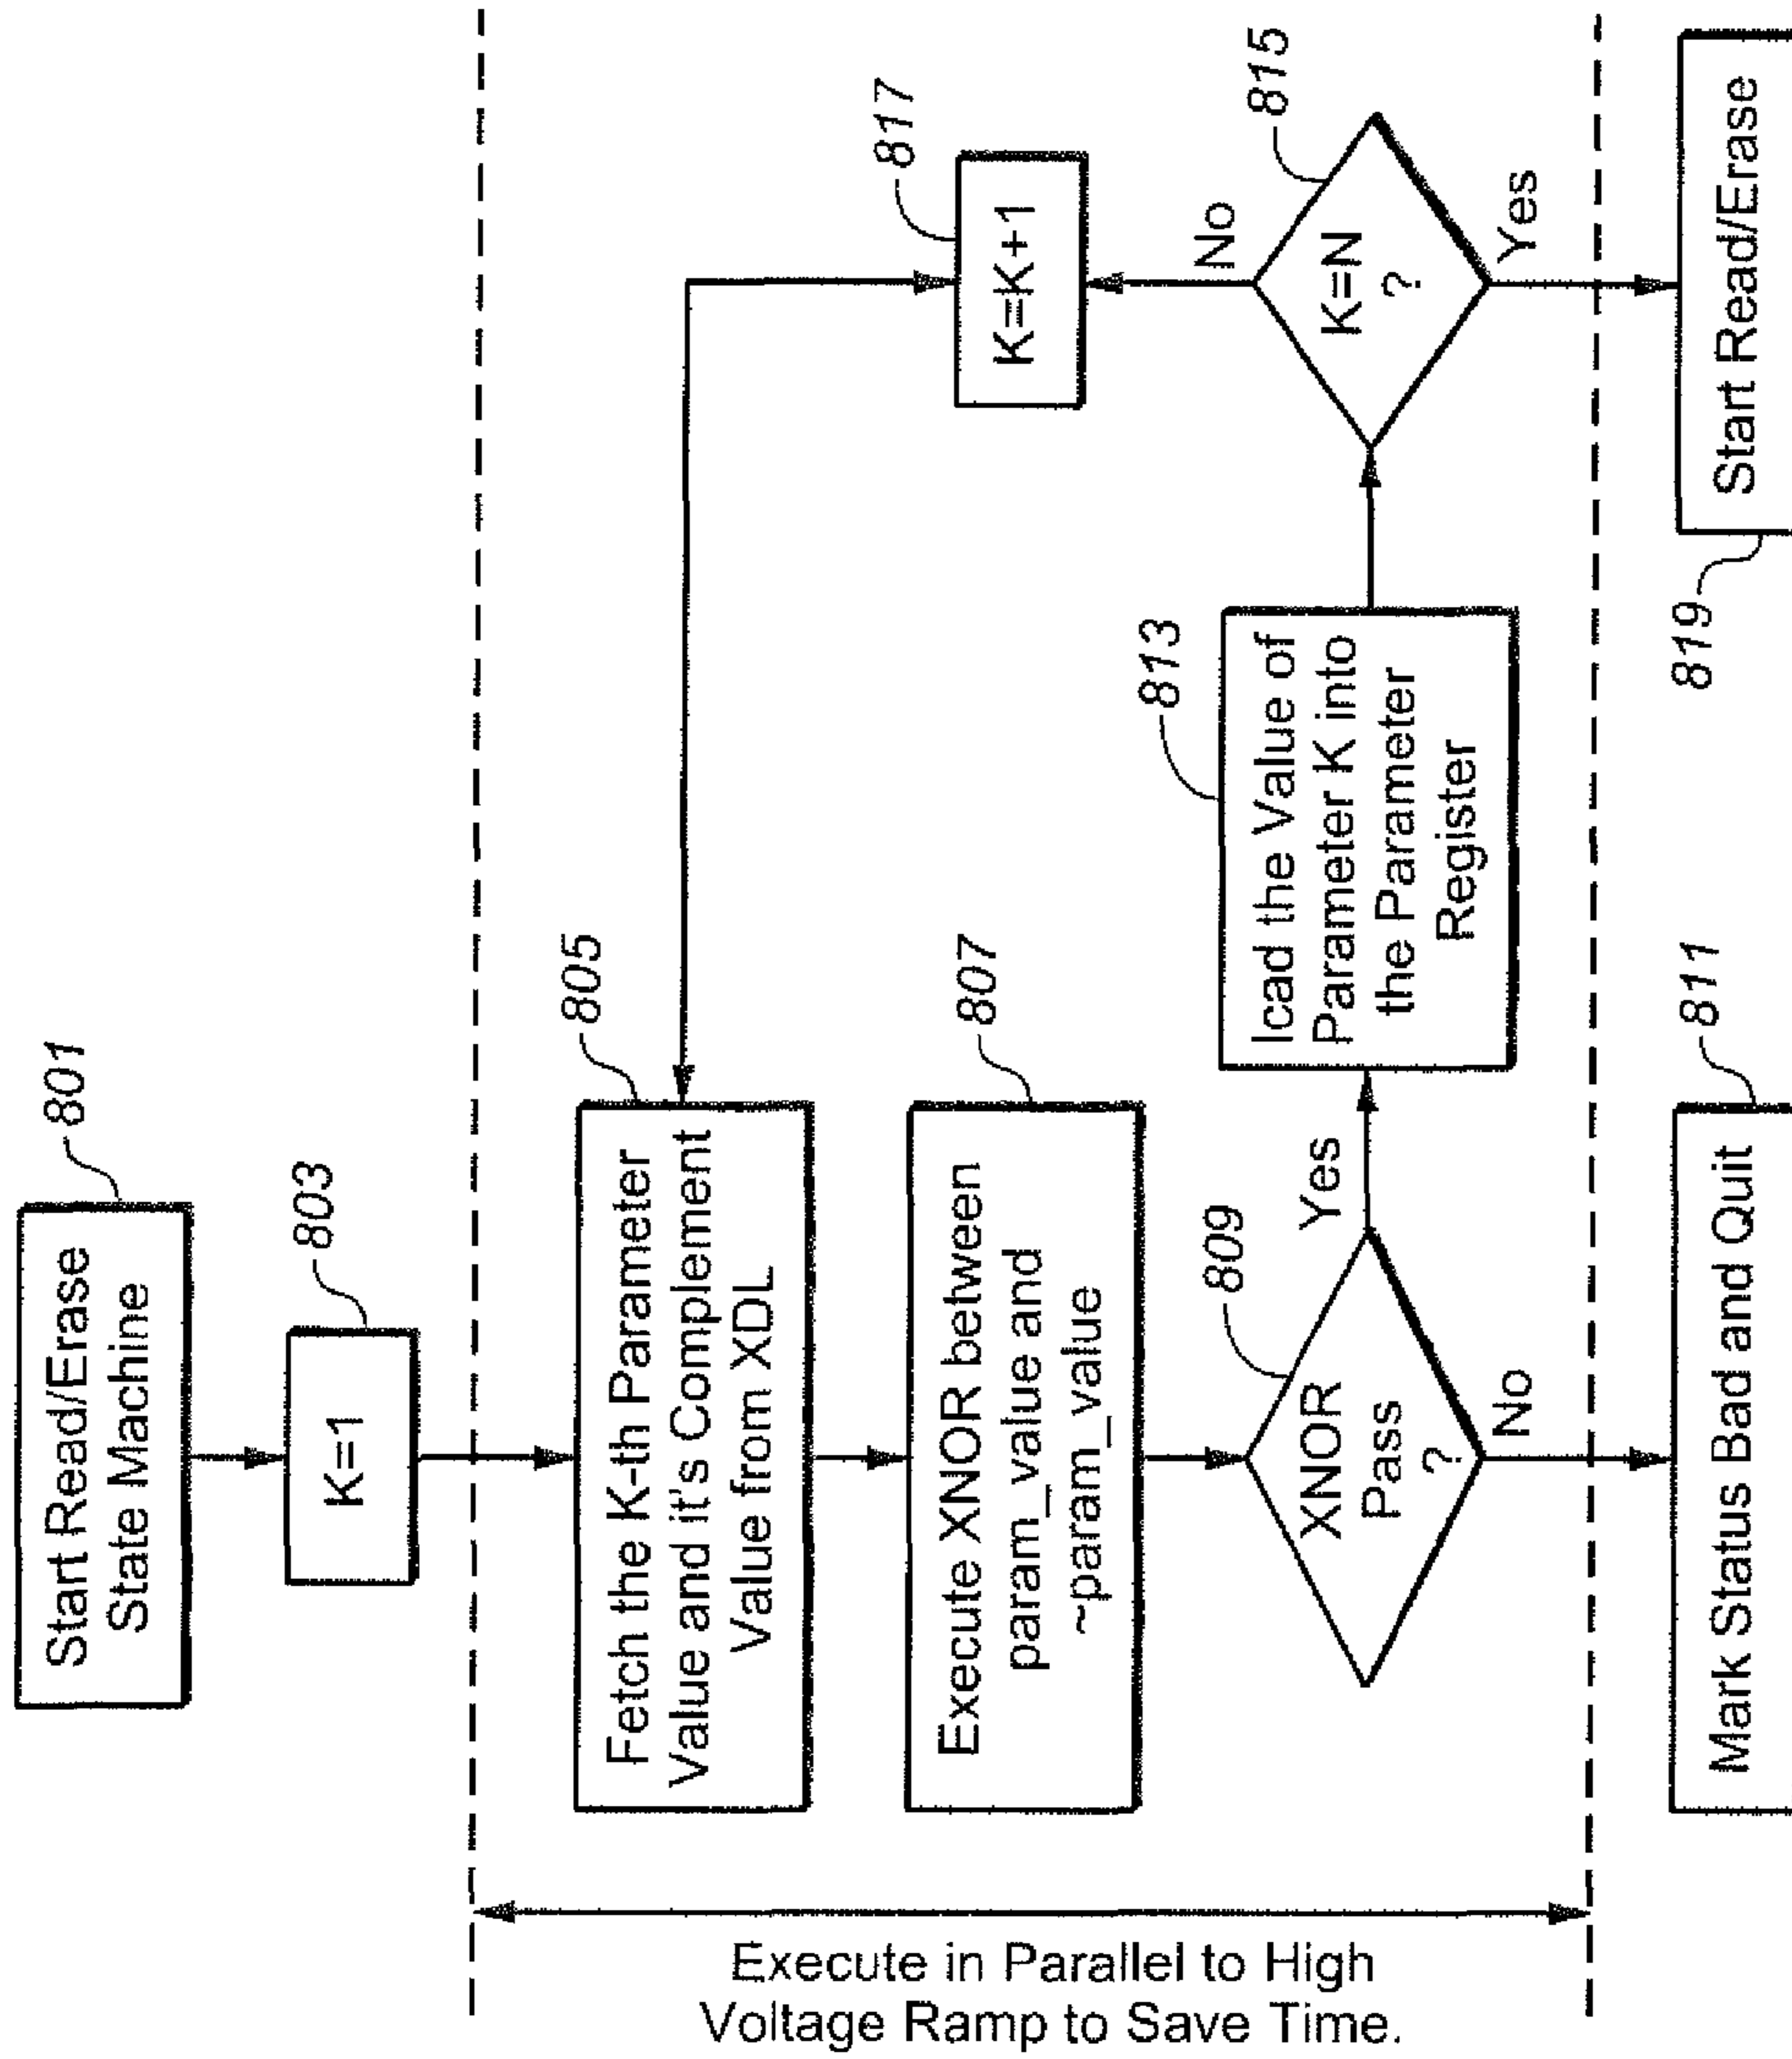 801
Start Read/Erase
State Machine
803
K=1
805
Fetch the K-th Parameter
Value and it's Complement
Value from XDL
807
Execute XNOR between
param_value and
~param_value
809
XNOR
Pass
?
Yes
No
811
Mark Status Bad and Quit
813
lcad the Value of
Parameter K into
the Parameter
Register
815
K=N
?
No
Yes
817
K=K+1
819
Start Read/Erase
Execute in Parallel to High
Voltage Ramp to Save Time.